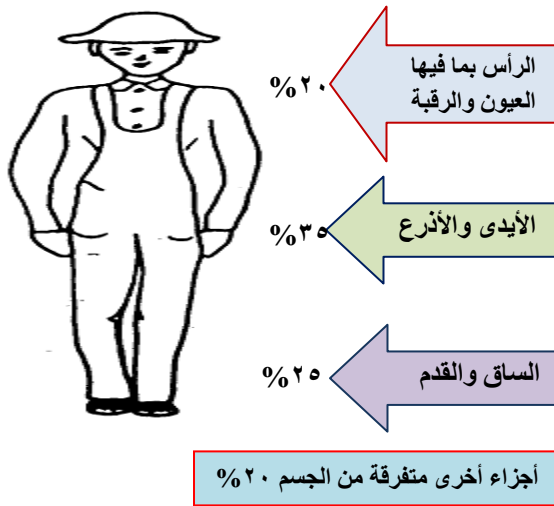 الرأس بما فيها
العيون والرقبة
%٢٠
الأيدى والأذرع
%٣٥
الساق والقدم
%٢٥
أجزاء أخرى متفرقة من الجسم ٢٠%